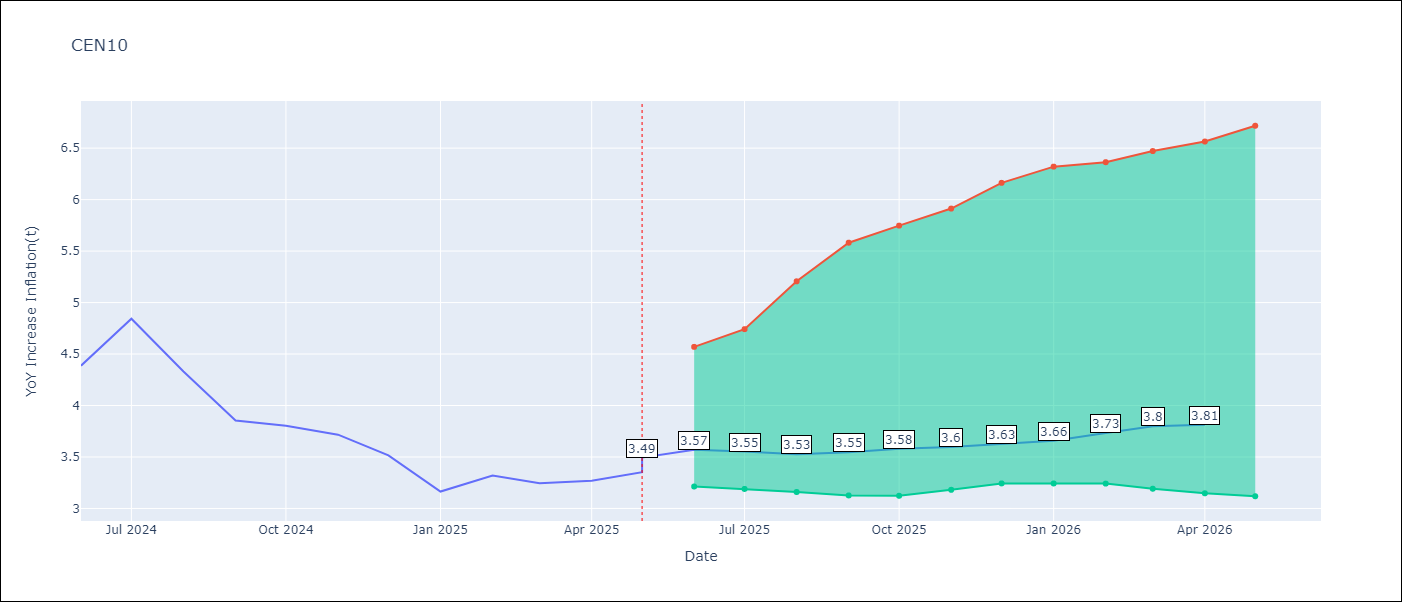 CEN10
YoY Increase Inflation(t)
6.5
6
5.5
5
4.5
4
3.5
3
3.49
3.57
3.55
3.53
3.55
3.58
3.6
3.63
3.66
3.73
3.8
3.81
Jul 2024
Oct 2024
Jan 2025
Apr 2025
Jul 2025
Oct 2025
Jan 2026
Apr 2026
Date